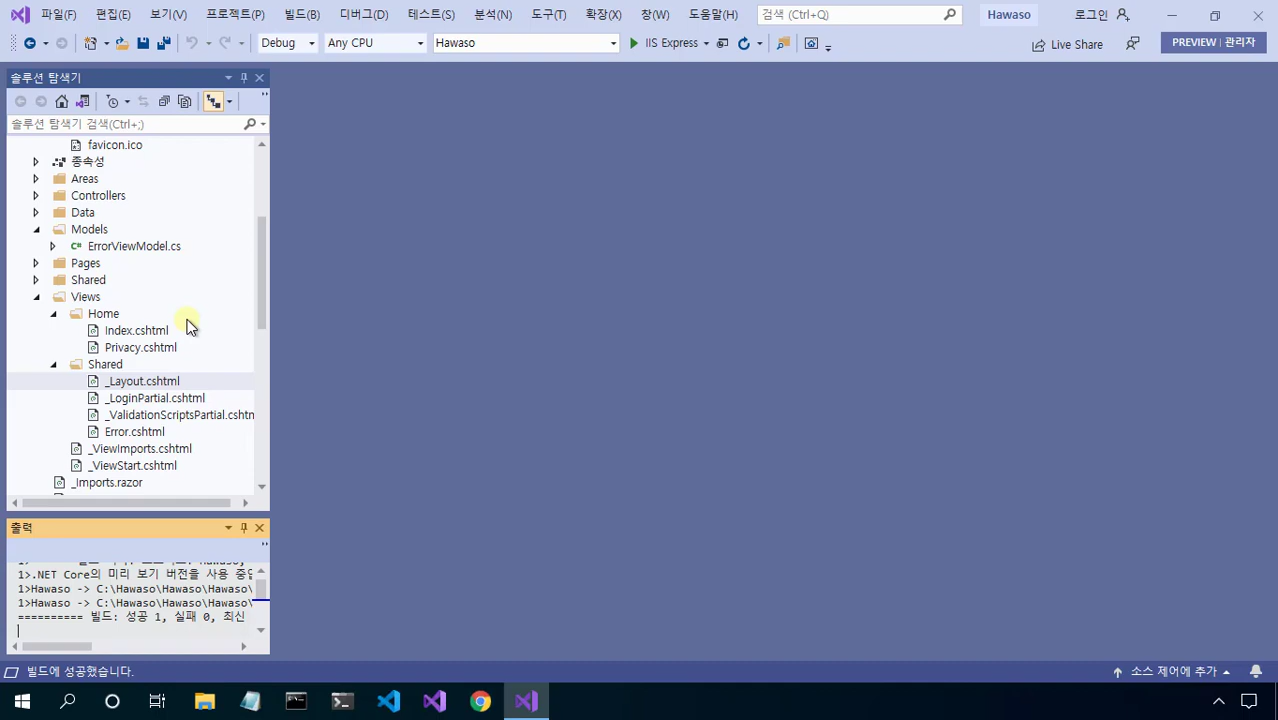 파일(F) 편집(E) 보기(V) 프로젝트(P) 빌드(B) 디버그(D) 테스트(S) 분석(N) 도구(T) 확장(X) 창(W) 도움말(H) 검색 (Ctrl+Q) Hawaso 로그인
Debug Any CPU Hawaso IIS Express Live Share PREVIEW 관리자
솔루션 탐색기
솔루션 탐색기 검색(Ctrl+;)
favicon.ico
종속성
Areas
Controllers
Data
Models
ErrorViewModel.cs
Pages
Shared
Views
Home
Index.cshtml
Privacy.cshtml
Shared
_Layout.cshtml
_LoginPartial.cshtml
_ValidationScriptsPartial.cshtm
Error.cshtml
_ViewImports.cshtml
_ViewStart.cshtml
_Imports.razor
출력
1>.NET Core의 미리 보기 버전을 사용 중입
1>Hawaso -> C:\Hawaso\Hawaso\Hawaso\
1>Hawaso -> C:\Hawaso\Hawaso\Hawaso\
========== 빌드: 성공 1, 실패 0, 최신
빌드에 성공했습니다. 소스 제어에 추가